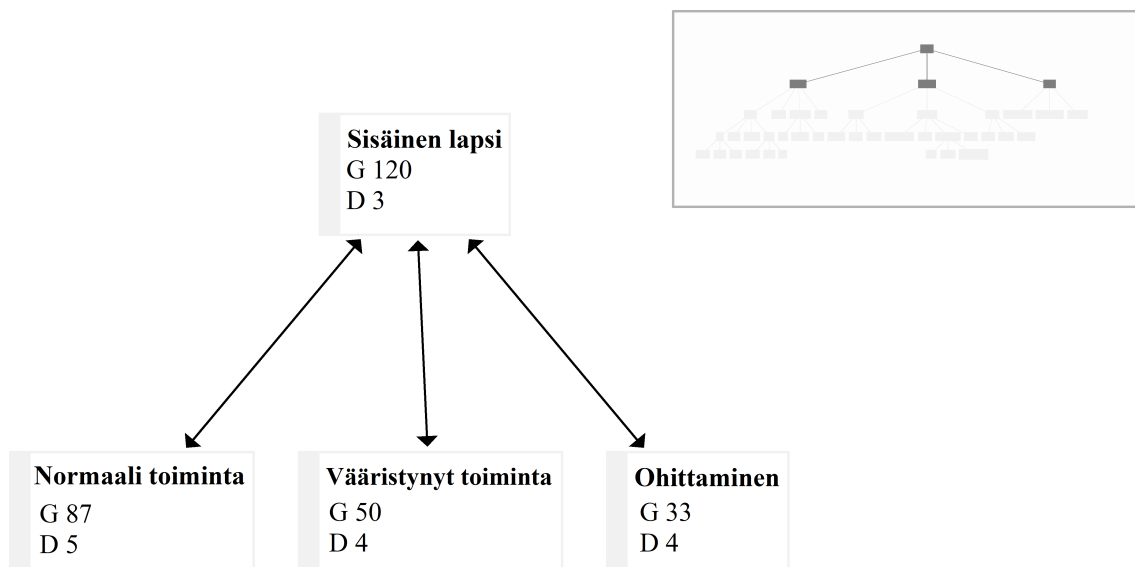 Sisäinen lapsi
G 120
D 3
Normaali toiminta
G 87
D 5
Vääristynyt toiminta
G 50
D 4
Ohittaminen
G 33
D 4